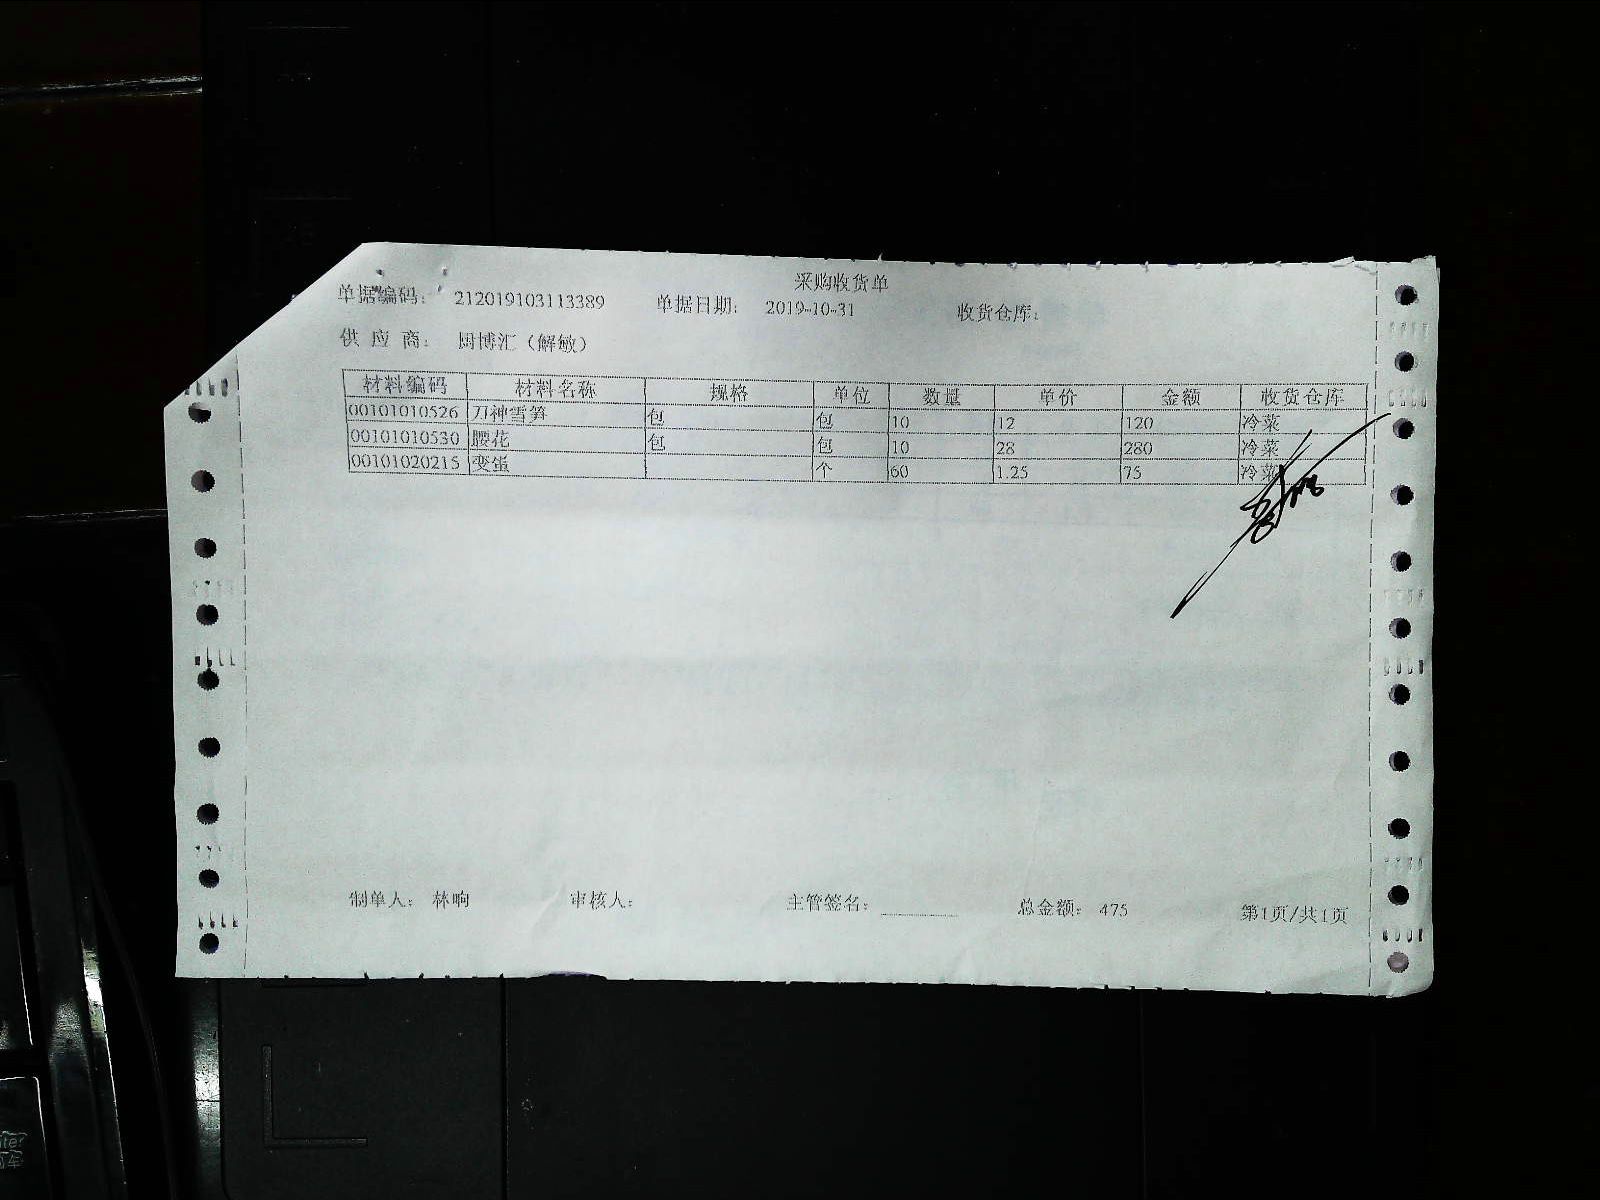 采购收货单
单据编码： 212019103113389 单据日期： 2019-10-31 收货仓库：
供 应 商： 厨博汇（解敏）
材料编码 材料名称 规格 单位 数量 单价 金额 收货仓库
00101010526 刀神雪笋 包 包 10 12 120 冷菜
00101010530 腰花 包 包 10 28 280 冷菜
00101020215 变蛋 个 60 1.25 75 冷菜
制单人： 林响 审核人： 主管签名： 总金额： 475 第1页/共1页